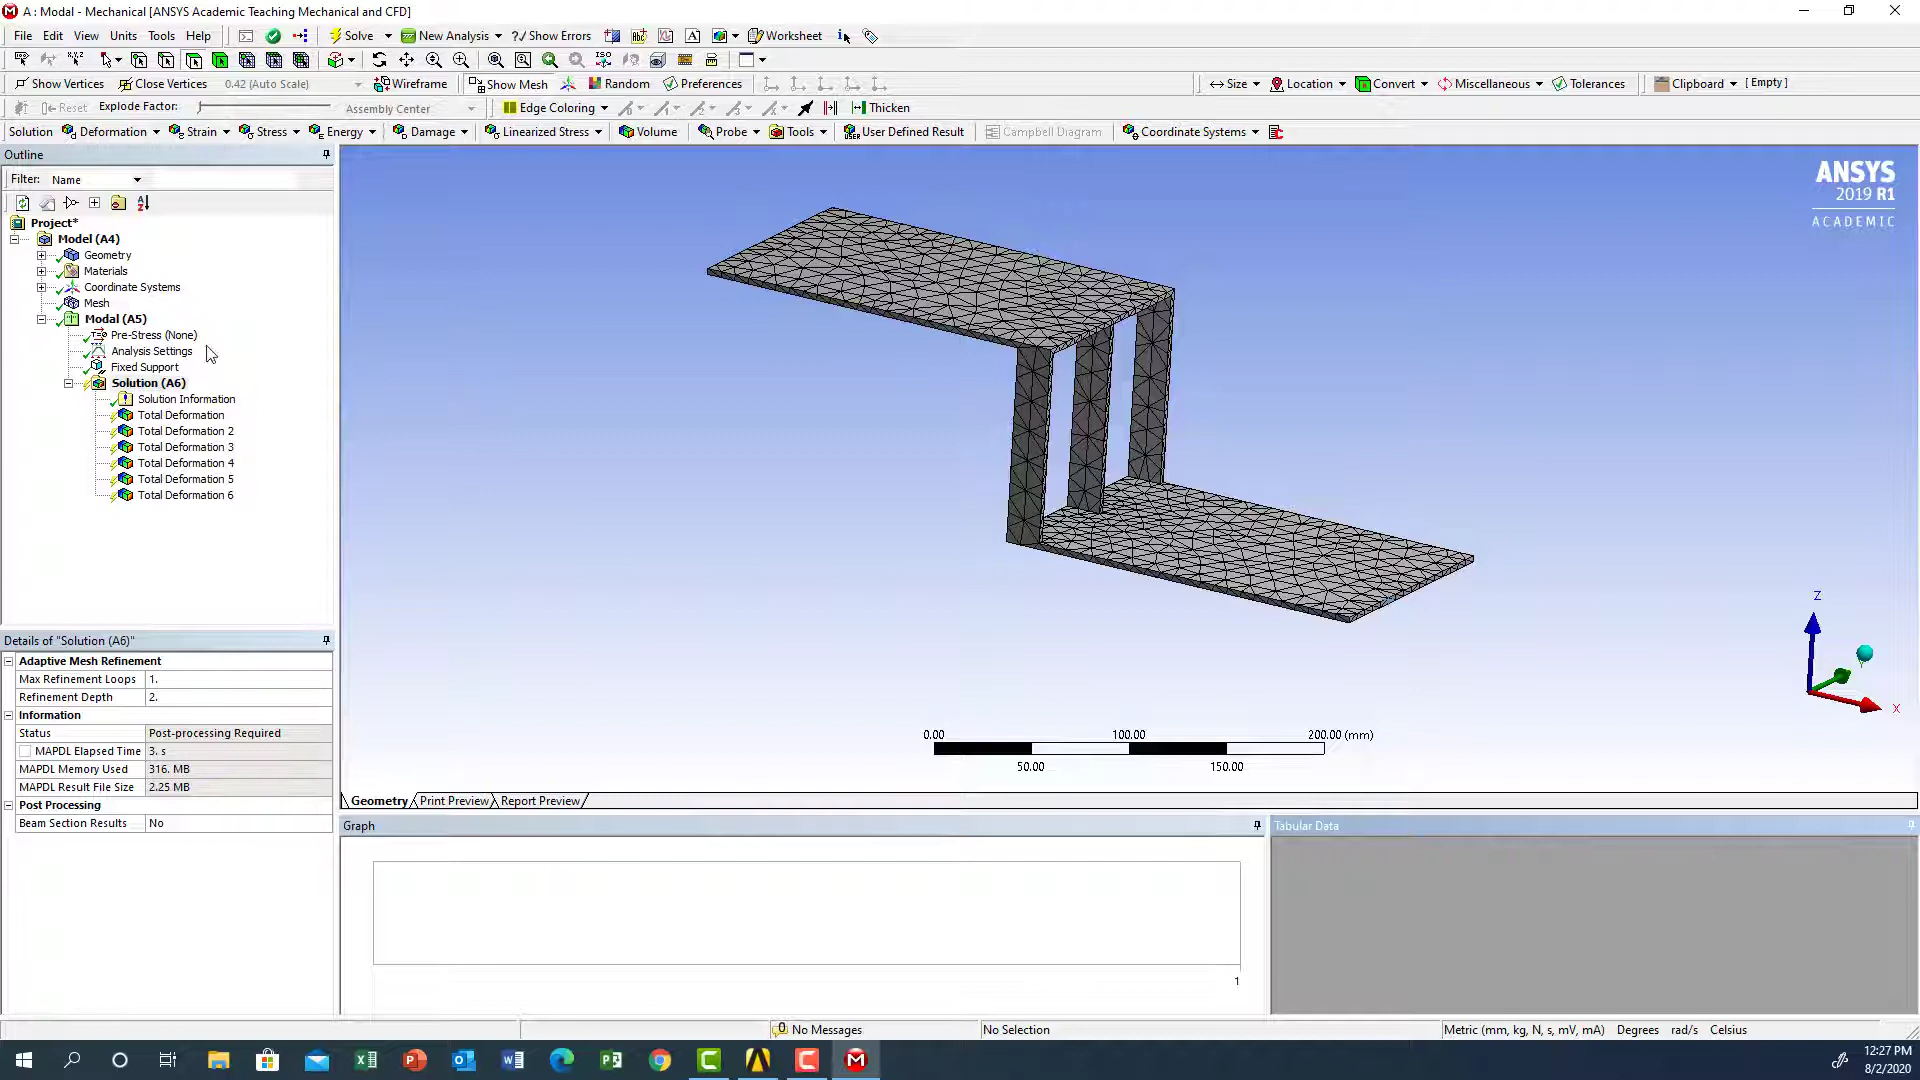 A : Modal - Mechanical [ANSYS Academic Teaching Mechanical and CFD]
File Edit View Units Tools Help Solve New Analysis ? Show Errors Worksheet
Show Vertices Close Vertices 0.42 (Auto Scale) Wireframe Show Mesh Random Preferences Size Location Convert Miscellaneous Tolerances Clipboard [ Empty ]
Reset Explode Factor: Assembly Center Edge Coloring Thicken
Solution Deformation Strain Stress Energy Damage Linearized Stress Volume Probe Tools User Defined Result Campbell Diagram Coordinate Systems
Outline
Filter: Name
Project*
Model (A4)
Geometry
Materials
Coordinate Systems
Mesh
Modal (A5)
Pre-Stress (None)
Analysis Settings
Fixed Support
Solution (A6)
Solution Information
Total Deformation
Total Deformation 2
Total Deformation 3
Total Deformation 4
Total Deformation 5
Total Deformation 6
Details of "Solution (A6)"
Adaptive Mesh Refinement
Max Refinement Loops 1.
Refinement Depth 2.
Information
Status Post-processing Required
MAPDL Elapsed Time 3. s
MAPDL Memory Used 316. MB
MAPDL Result File Size 2.25 MB
Post Processing
Beam Section Results No
ANSYS
2019 R1
ACADEMIC
Z
X
0.00 100.00 200.00 (mm)
50.00 150.00
Geometry Print Preview Report Preview
Graph
1
Tabular Data
No Messages No Selection Metric (mm, kg, N, s, mV, mA) Degrees rad/s Celsius
12:27 PM
8/2/2020